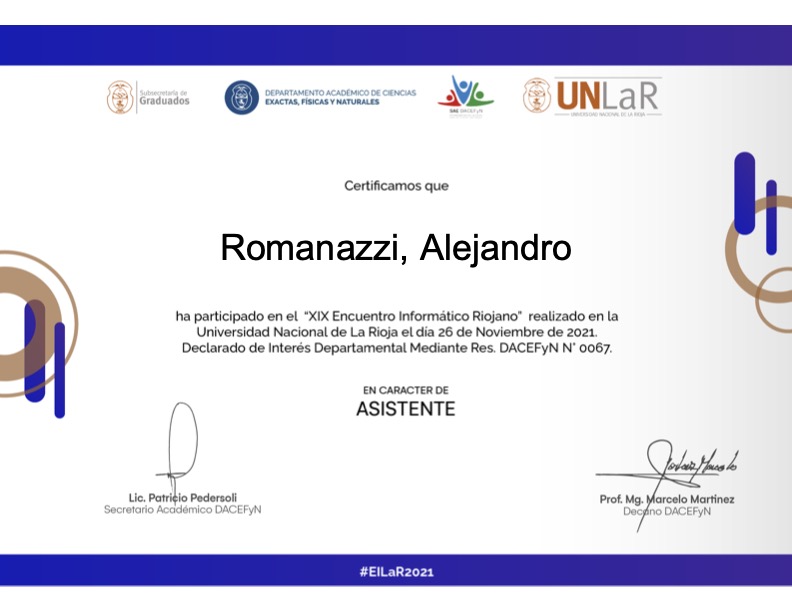 Subsecretaría de
Graduados
DEPARTAMENTO ACADÉMICO DE CIENCIAS
EXACTAS, FÍSICAS Y NATURALES
SAG DACEFyN
UNLaR
UNIVERSIDAD NACIONAL DE LA RIOJA
Certificamos que
Romanazzi, Alejandro
ha participado en el “XIX Encuentro Informático Riojano” realizado en la
Universidad Nacional de La Rioja el día 26 de Noviembre de 2021.
Declarado de Interés Departamental Mediante Res. DACEFyN N° 0067.
EN CARACTER DE
ASISTENTE
Lic. Patricio Pedersoli
Secretario Académico DACEFyN
Prof. Mg. Marcelo Martinez
Decano DACEFyN
#EILaR2021